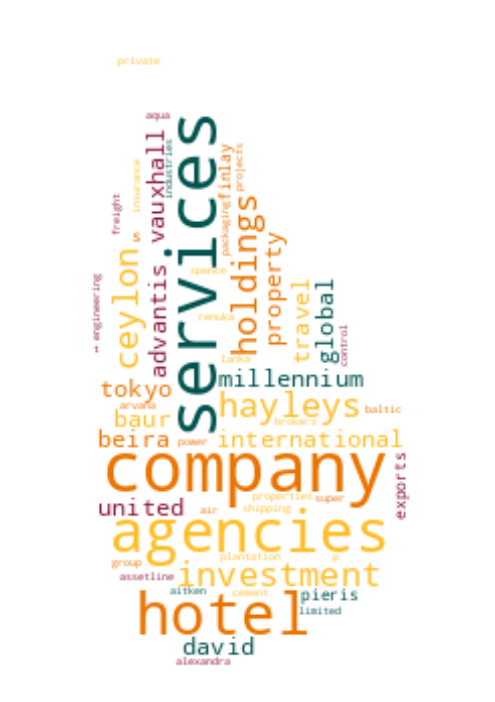 private
aqua
services
vauxhall
industries
finlay
projects
insurance
freight
packaging
holdings
s
property
ceylon
advantis
spence
engineering
travel
global
renuka
control
t
lanka
millennium
tokyo
hayleys
arvana
baltic
baur
brokers
beira
power
international
company
exports
properties
super
united
air
shipping
agencies
plantation
p
group
assetline
investment
aitken
cement
pieris
hotel
limited
david
alexandra